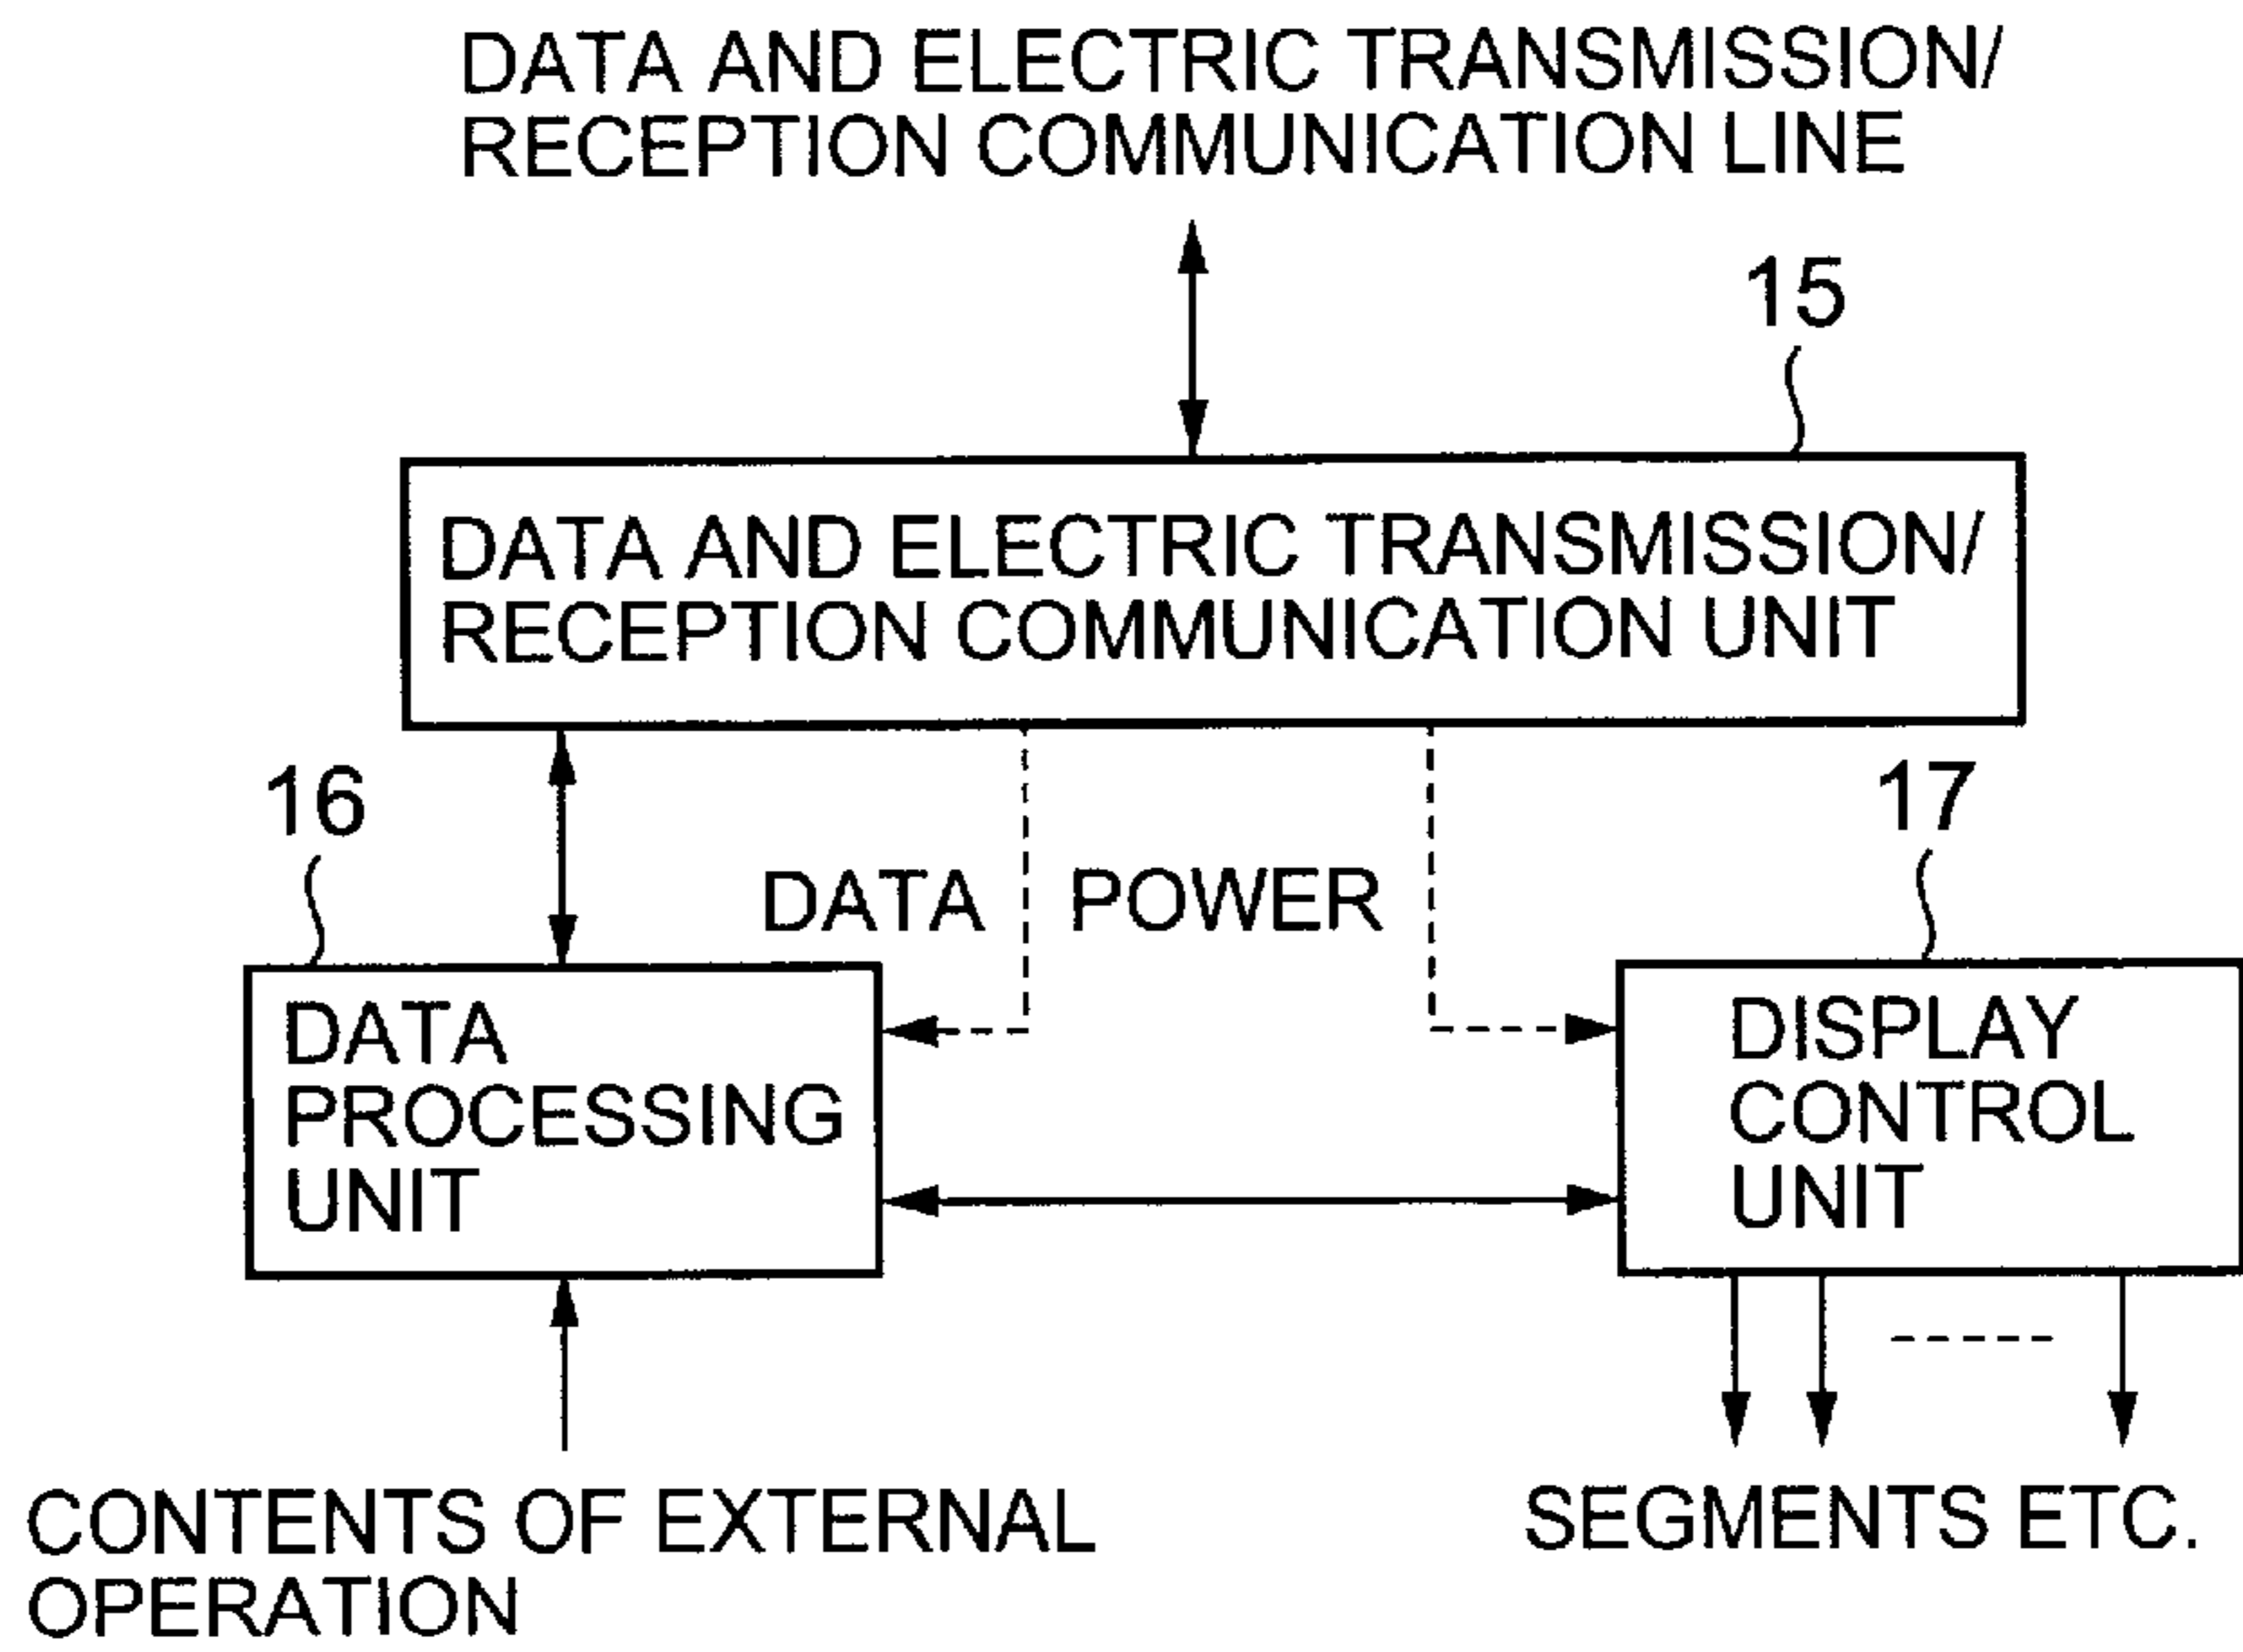 DATA AND ELECTRIC TRANSMISSION/
RECEPTION COMMUNICATION LINE
15
DATA AND ELECTRIC TRANSMISSION/
RECEPTION COMMUNICATION UNIT
16
17
DATA POWER
DATA
PROCESSING
UNIT
DISPLAY
CONTROL
UNIT
CONTENTS OF EXTERNAL
OPERATION
SEGMENTS ETC.